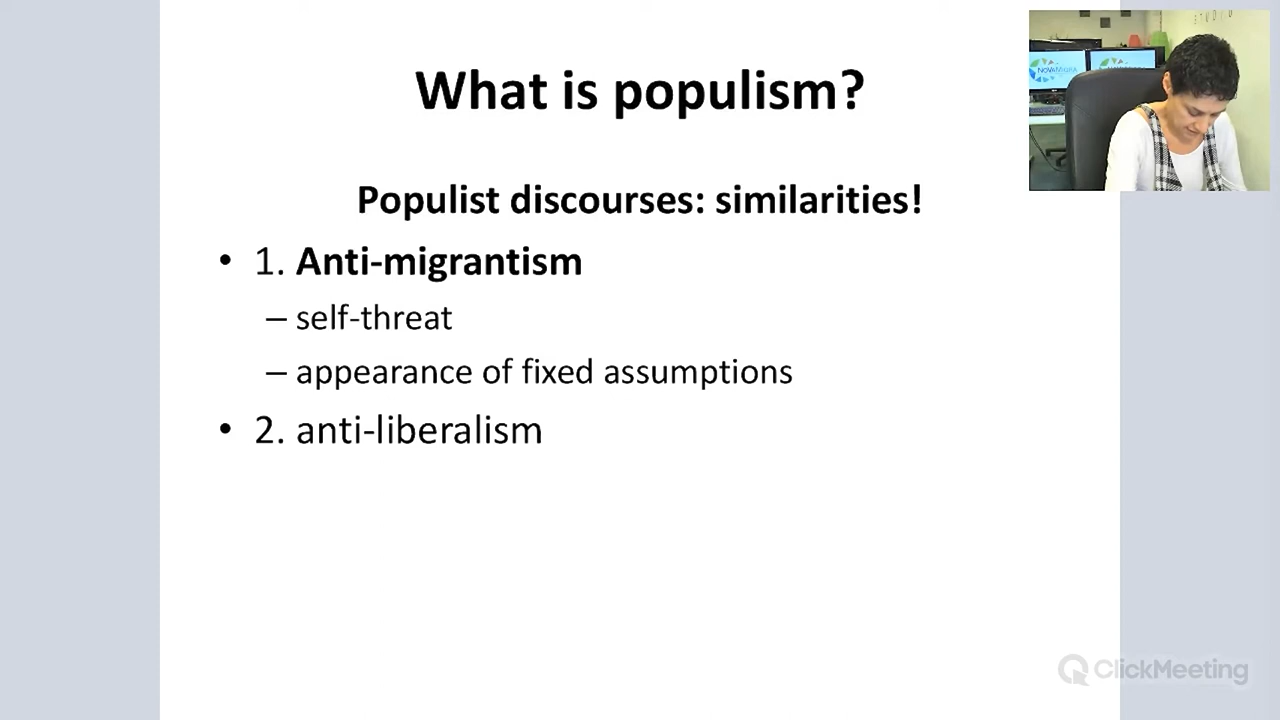 What is populism?
Populist discourses: similarities!
• 1. Anti-migrantism
– self-threat
– appearance of fixed assumptions
• 2. anti-liberalism
NOVAMIGRA
ClickMeeting